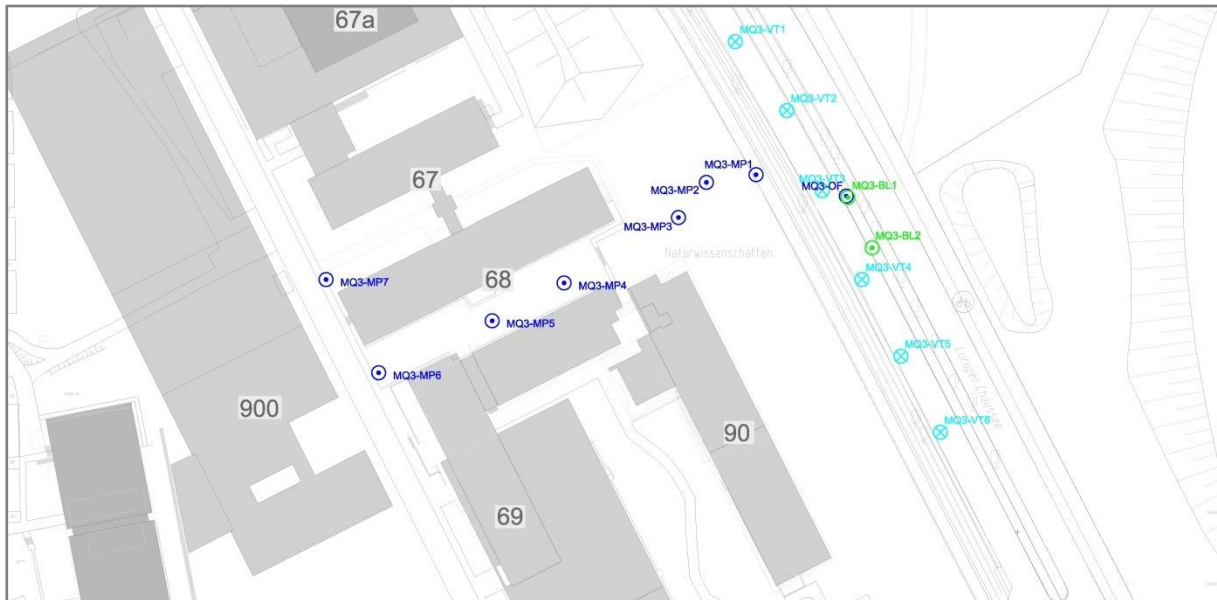 67a
MQ3-VT1
MQ3-VT2
MQ3-MP1
67
MQ3-MP2
MQ3-VT3
MQ3-OF
MQ3-BL1
MQ3-MP3
MQ3-BL2
Naturwissenschaften
MQ3-VT4
MQ3-MP7
68
MQ3-MP4
MQ3-MP5
MQ3-VT5
Luruper Chaussee
MQ3-MP6
900
MQ3-VT6
90
69